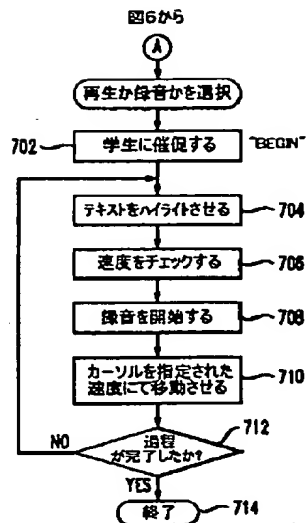 図6から
A
再生か録音かを選択
702
学生に催促する
"BEGIN"
テキストをハイライトさせる
704
速度をチェックする
706
録音を開始する
708
カーソルを指定された
速度にて移動させる
710
過程
が完了したか?
712
NO
YES
終了
714